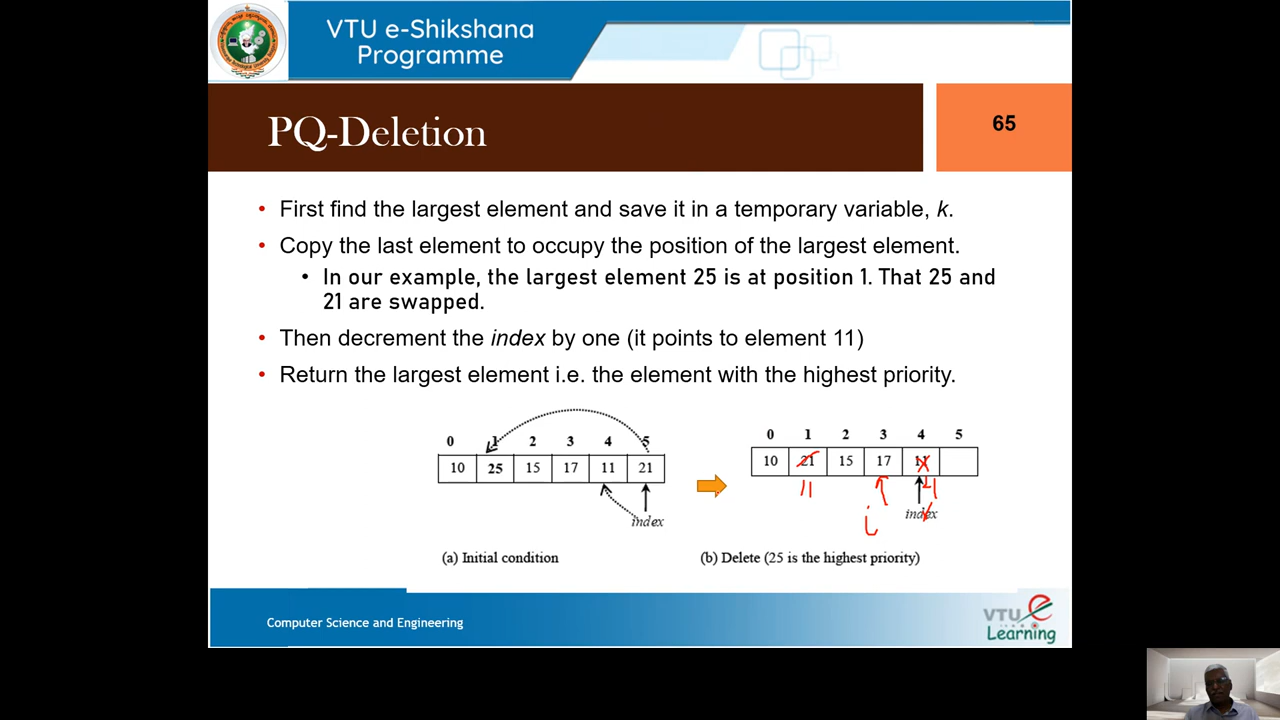 VTU e-Shikshana
Programme
PQ-Deletion
65
• First find the largest element and save it in a temporary variable, k.
• Copy the last element to occupy the position of the largest element.
• In our example, the largest element 25 is at position 1. That 25 and
21 are swapped.
• Then decrement the index by one (it points to element 11)
• Return the largest element i.e. the element with the highest priority.
0 1 2 3 4 5
10 25 15 17 11 21
index
(a) Initial condition
0 1 2 3 4 5
10 21 15 17 11
11 21
i
index
(b) Delete (25 is the highest priority)
Computer Science and Engineering
VTU e
Learning